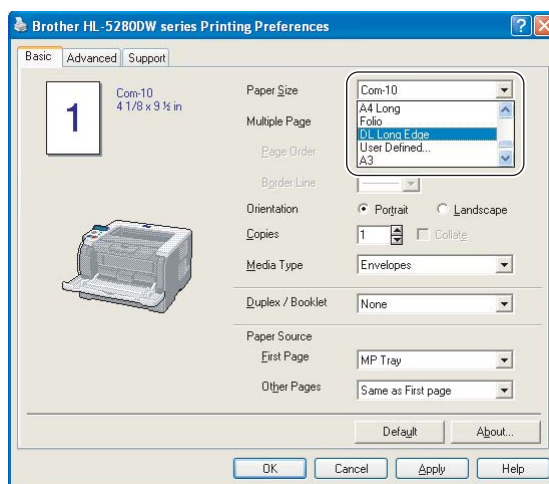 Brother HL-5280DW series Printing Preferences
Basic Advanced Support
1
Com-10
4 1/8 x 9 ½ in
Paper Size Com-10
A4 Long
Folio
DL Long Edge
User Defined...
A3
Multiple Page
Page Order
Border Line
Orientation Portrait Landscape
Copies 1 Collate
Media Type Envelopes
Duplex / Booklet None
Paper Source
First Page MP Tray
Other Pages Same as First page
Default About...
OK Cancel Apply Help